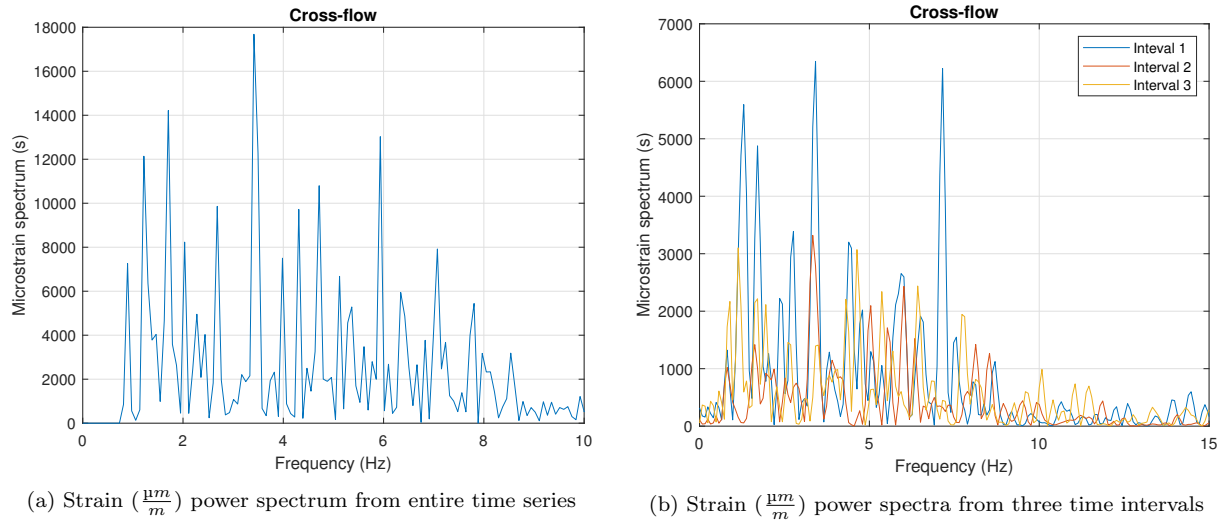 Cross-flow
18000
16000
14000
12000
10000
8000
6000
4000
2000
0
0 2 4 6 8 10
Microstrain spectrum (s)
Frequency (Hz)
(a) Strain (µm/m) power spectrum from entire time series
Cross-flow
7000
6000
5000
4000
3000
2000
1000
0
0 5 10 15
Microstrain spectrum (s)
Frequency (Hz)
Inteval 1
Interval 2
Interval 3
(b) Strain (µm/m) power spectra from three time intervals